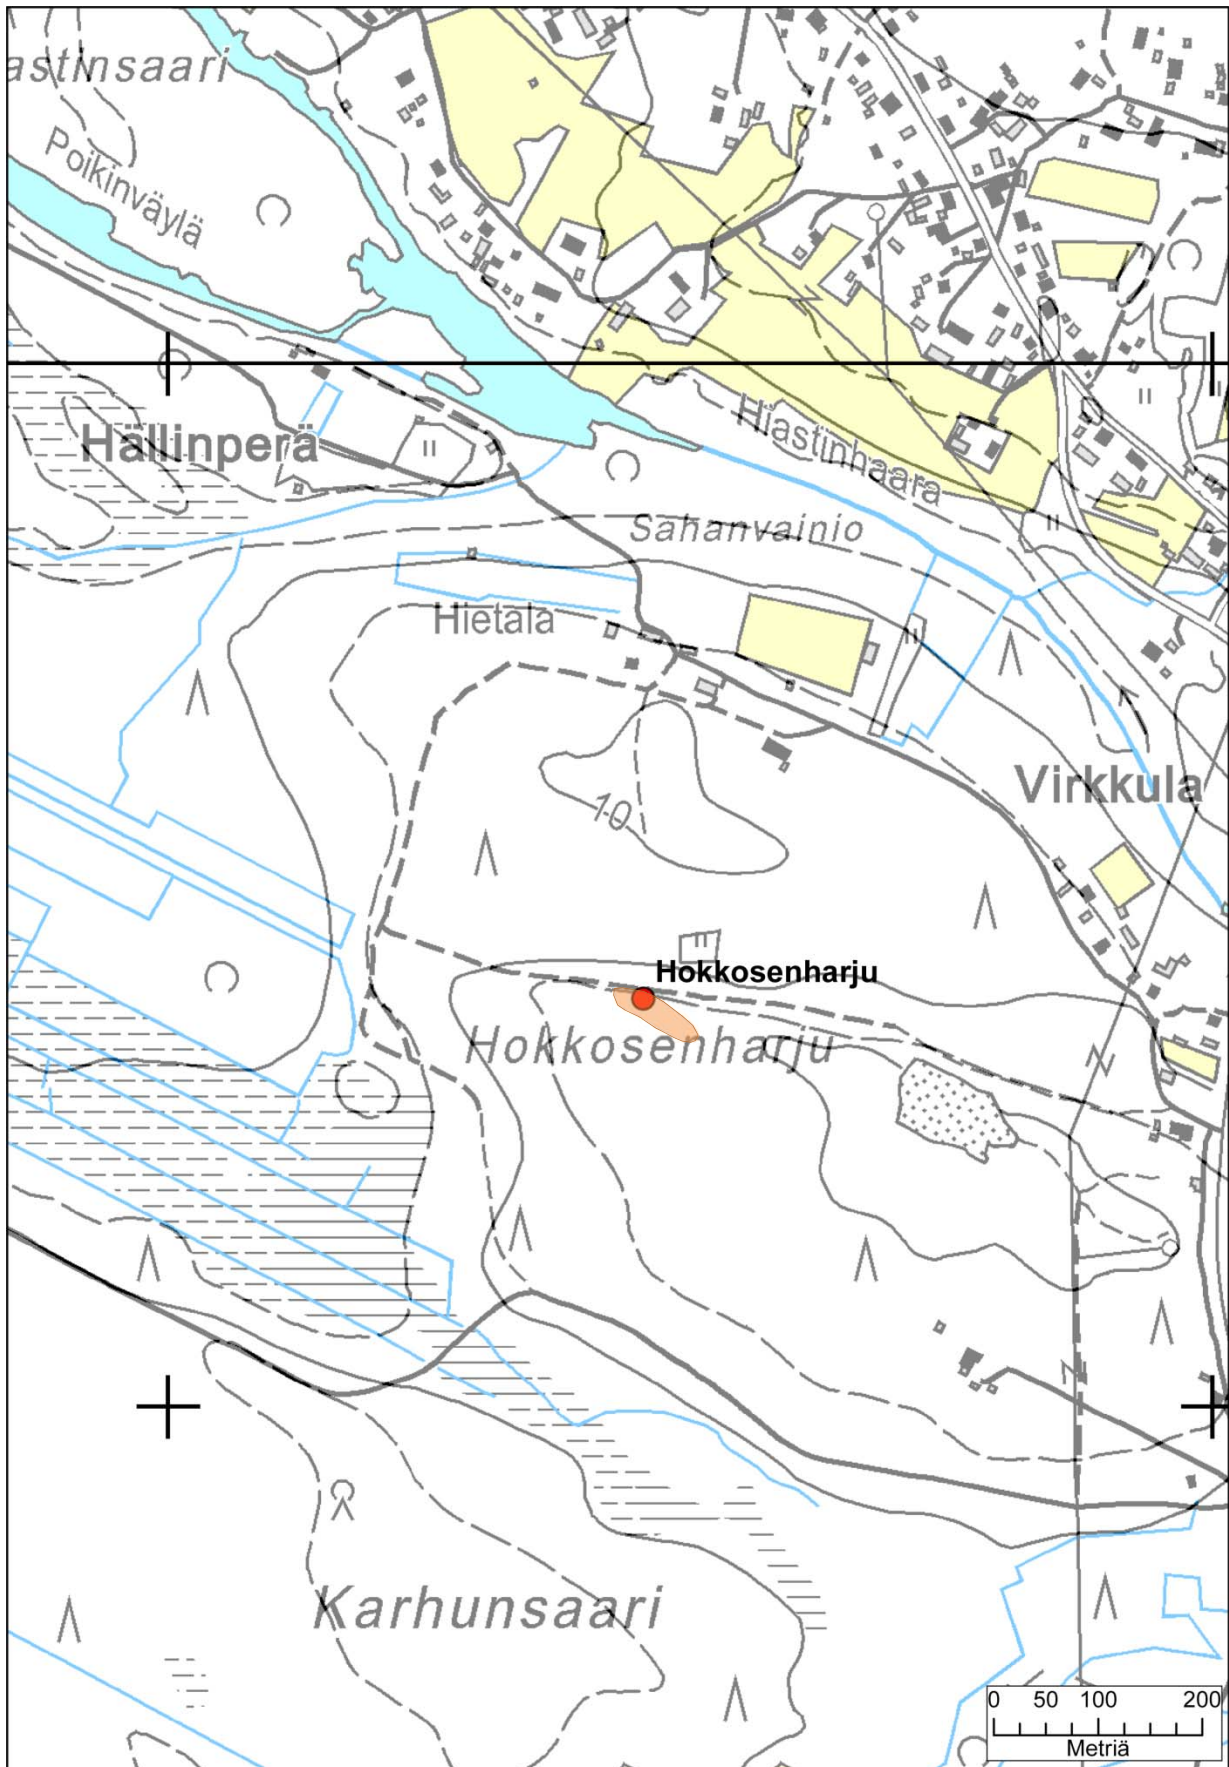 astinsaari
Poikinväylä
Hällinperä
Hiastinhaara
Sahanvainio
Hietala
Virkkula
10
Hokkosenharju
Hokkosenharju
Karhunsaari
0 50 100 200
Metriä